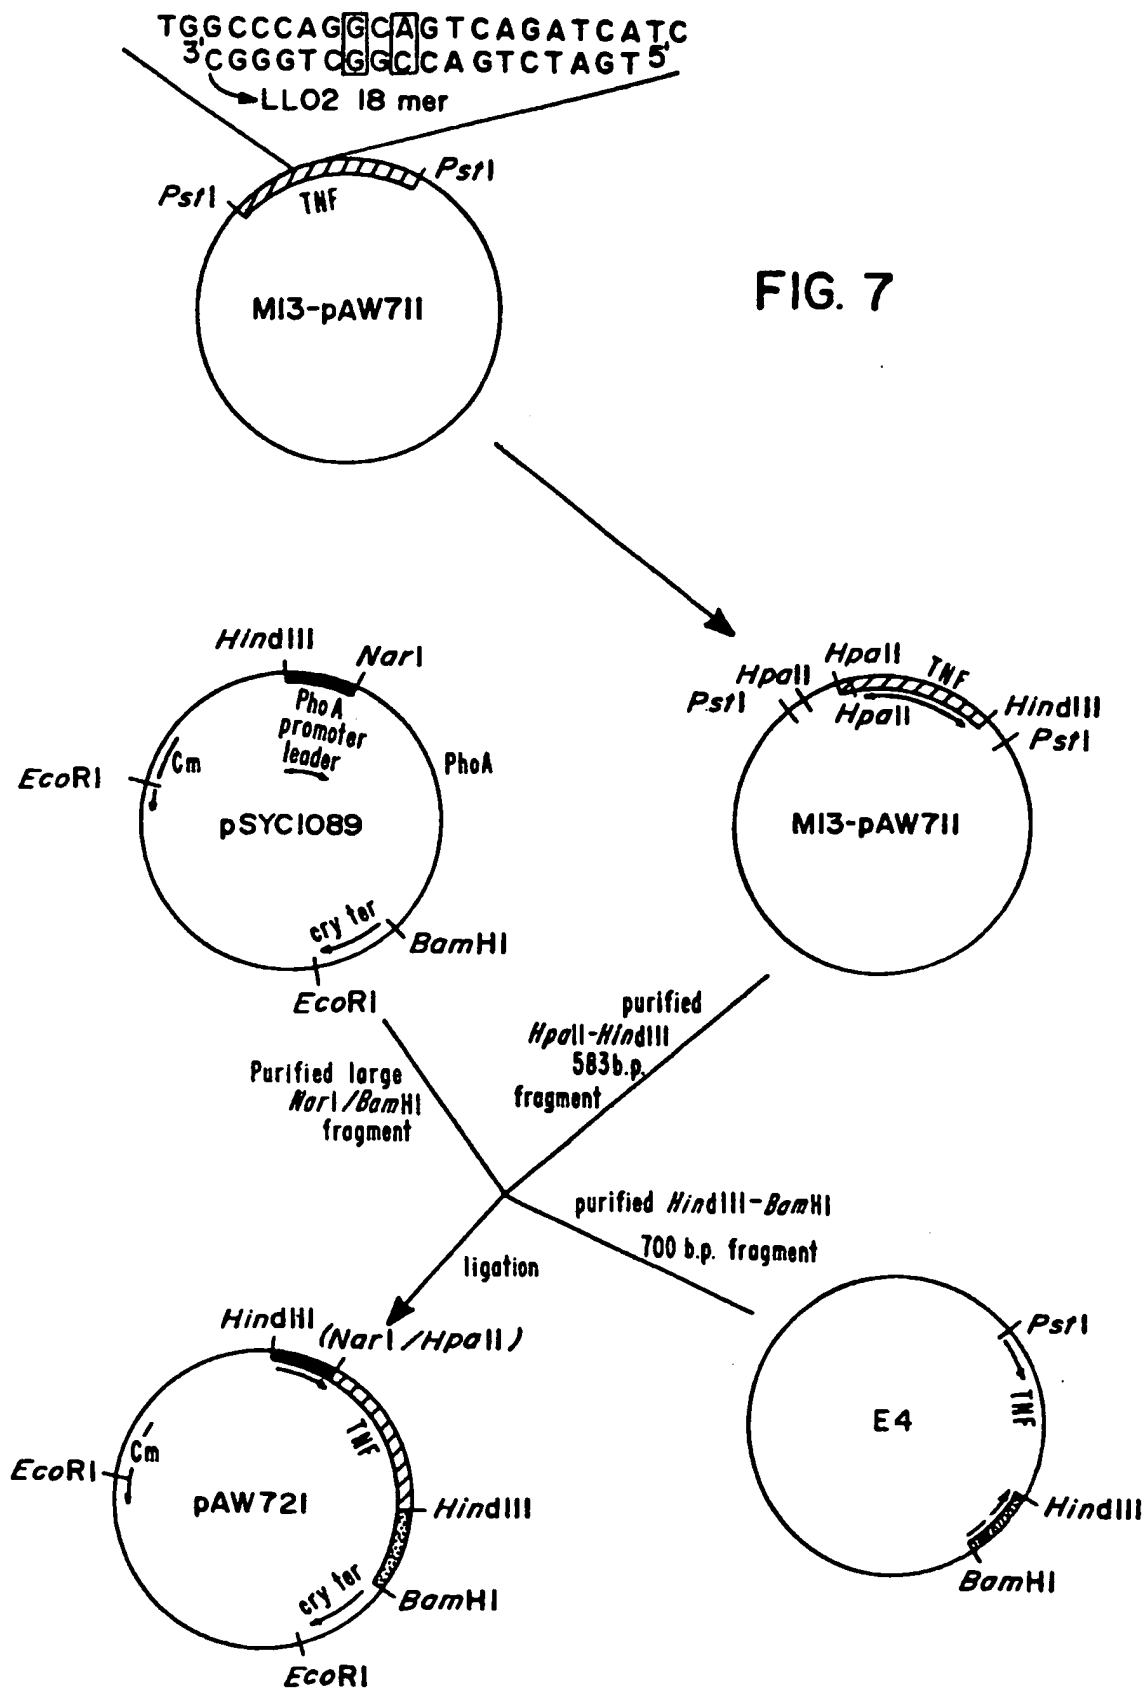 TGGCCCAGGCAGTCAGATCATC
3'CGGGTCGGCCAGTCTAGT5'
LL02 18 mer
PstI
PstI
TNF
M13-pAW711
FIG. 7
HindIII
NarI
PhoA
promoter
leader
PhoA
Cm
EcoRI
pSYC1089
cry ter
BamHI
EcoRI
HpaII
HpaII
TNF
PstI
HpaII
HindIII
PstI
M13-pAW711
purified
HpaII-HindIII
583b.p.
fragment
Purified large
NarI/BamHI
fragment
purified HindIII-BamHI
700 b.p. fragment
ligation
HindIII
(NarI/HpaII)
TNF
Cm
EcoRI
pAW721
HindIII
cry ter
BamHI
EcoRI
PstI
TNF
E4
HindIII
BamHI